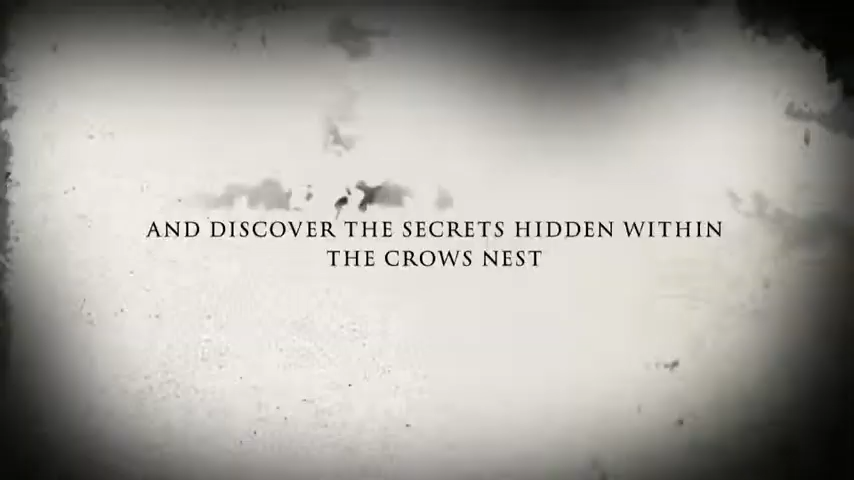 AND DISCOVER THE SECRETS HIDDEN WITHIN
THE CROWS NEST